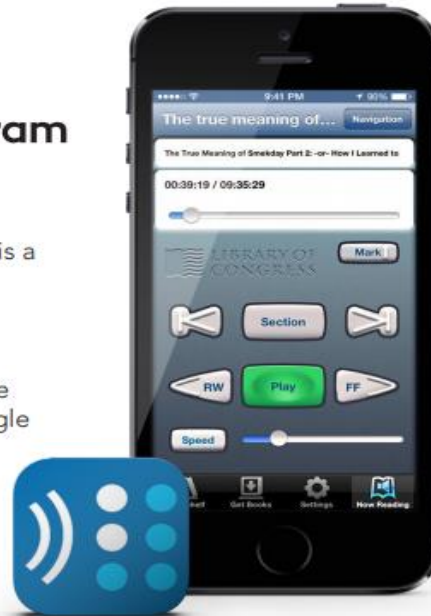 ram
is a
e
gle
9:41 PM
90%
The true meaning of...
Navigation
The True Meaning of Smekday Part 2: -or- How I Learned to
00:39:19 / 09:35:29
LIBRARY OF
CONGRESS
Mark
Section
RW
Play
FF
Speed
Get Books
Settings
Now Reading